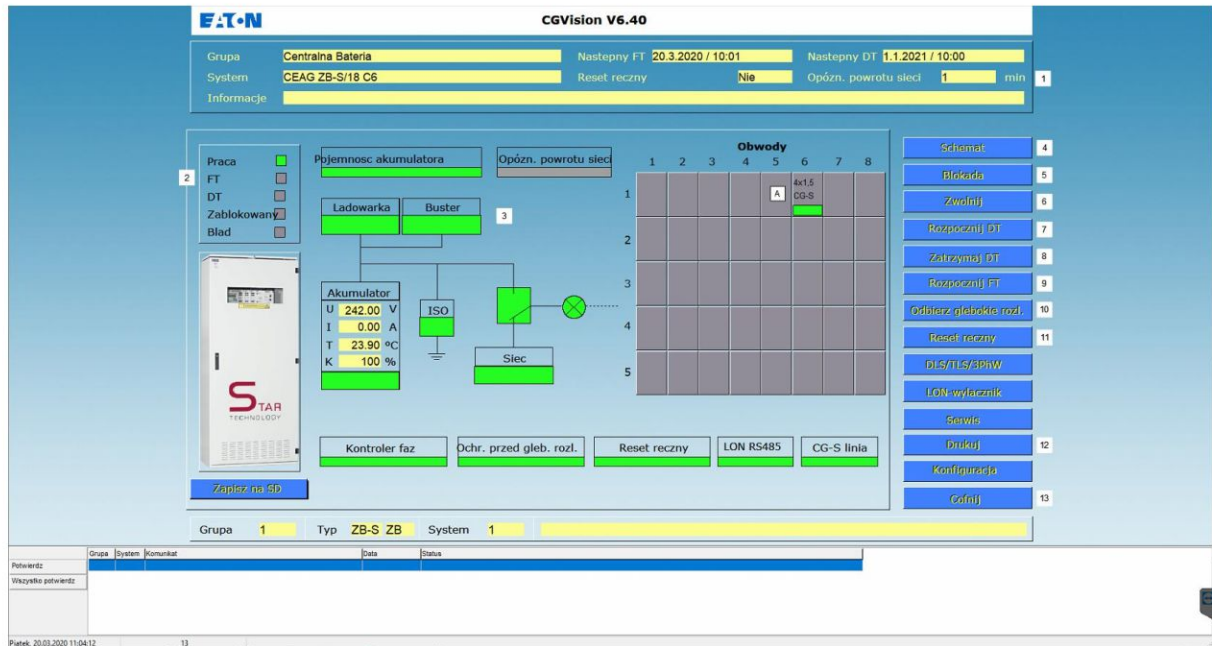 EATON
CGVision V6.40
Grupa Centralna Bateria Nastepny FT 20.3.2020 / 10:01 Nastepny DT 1.1.2021 / 10:00
System CEAG ZB-S/18 C6 Reset reczny Nie Opózn. powrotu sieci 1 min 1
Informacje
2
Praca
FT
DT
Zablokowany
Blad
Pojemnosc akumulatora
Opózn. powrotu sieci
Ladowarka Buster 3
Akumulator
U 242.00 V
I 0.00 A
T 23.90 ºC
K 100 %
ISO
Siec
STAR
TECHNOLOGY
Obwody
1 2 3 4 5 6 7 8
1 A 4x1,5
CG-S
2
3
4
5
Kontroler faz Ochr. przed gleb. rozl. Reset reczny LON RS485 CG-S linia
Zapisz na SD
Schemat 4
Blokada 5
Zwolnij 6
Rozpocznij DT 7
Zatrzymaj DT 8
Rozpocznij FT 9
Odbierz glebokie rozl. 10
Reset reczny 11
DLS/TLS/3PhW
LON-wylacznik
Serwis
Drukuj 12
Konfiguracja
Cofnij 13
Grupa 1 Typ ZB-S ZB System 1
Grupa System Komunikat Data Status
Potwierdz
Wszystko potwierdz
Piatek, 20.03.2020 11:04:12 13